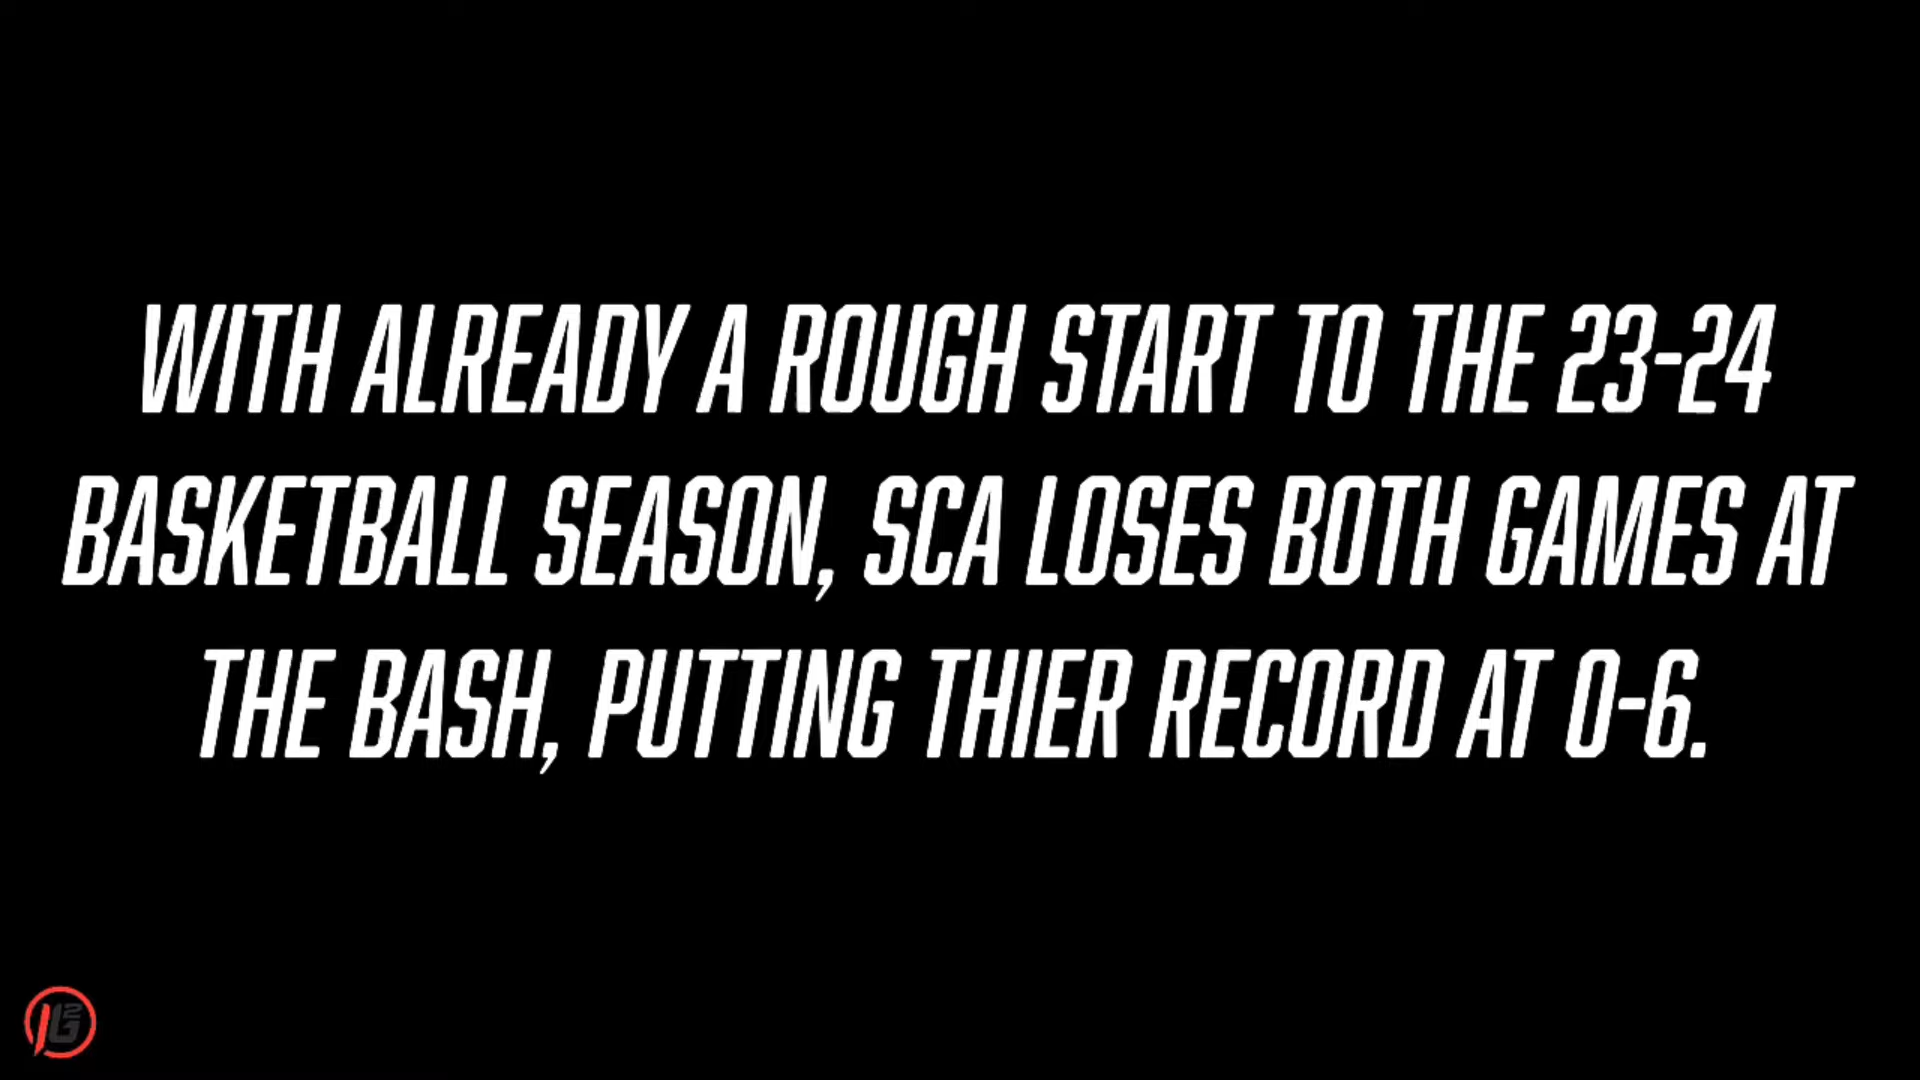 WITH ALREADY A ROUGH START TO THE 23-24
BASKETBALL SEASON, SCA LOSES BOTH GAMES AT
THE BASH, PUTTING THIER RECORD AT 0-6.